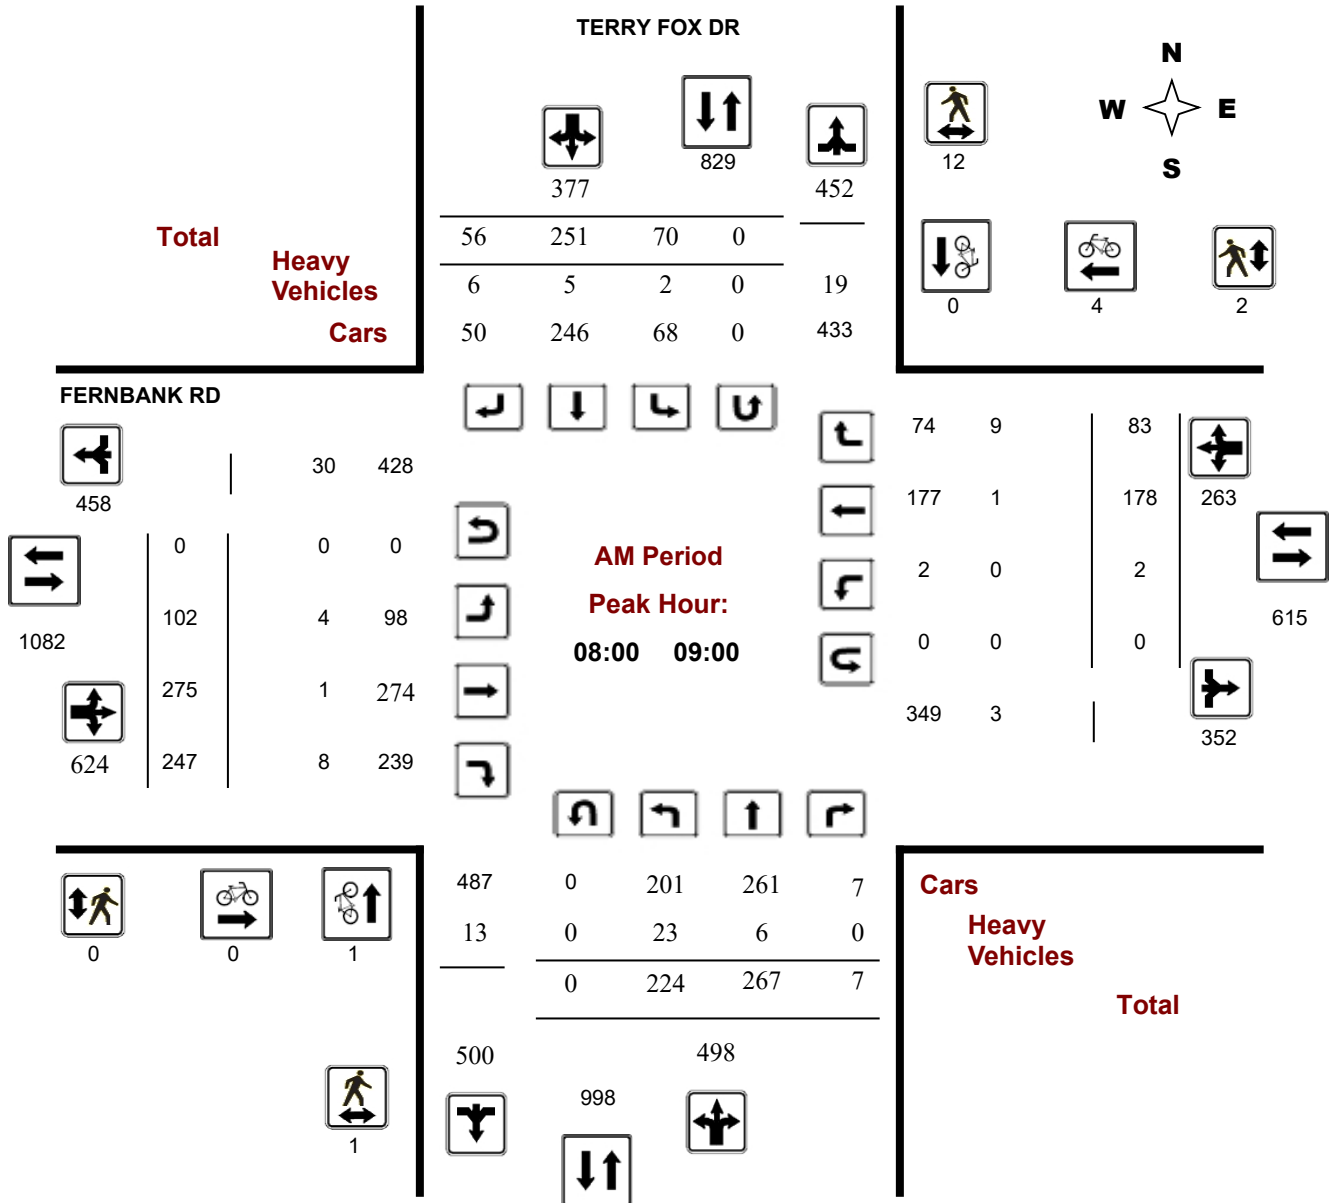 TERRY FOX DR
N
W E
S
829
12
377 452
Total 56 251 70 0
Heavy
Vehicles 6 5 2 0 19
0 4 2
Cars 50 246 68 0 433
FERNBANK RD
74 9 83
30 428
458 177 1 178 263
0 0 0 AM Period
2 0 2
102 4 98 Peak Hour:
615
1082 08:00 09:00 0 0 0
275 1 274
349 3
352
624 247 8 239
487 0 201 261 7 Cars
13 0 23 6 0 Heavy
Vehicles
0 0 1
0 224 267 7
Total
500 498
998
1